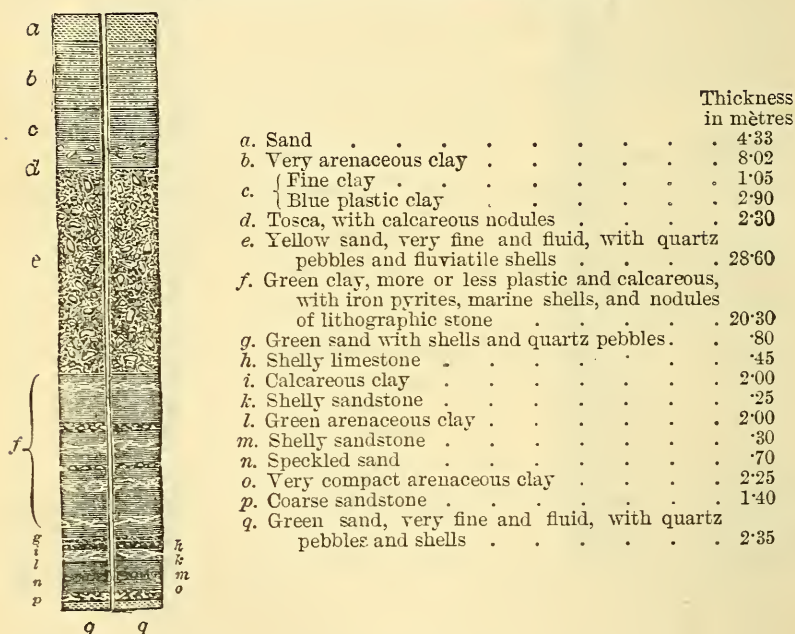 a
b
c
d
e
f
g
i
l
n
p
h
k
m
o
q q
Thickness
in mètres
a. Sand . . . . . . . . 4·33
b. Very arenaceous clay . . . . . . 8·02
c. { Fine clay . . . . . . . . 1·05
{ Blue plastic clay . . . . . . 2·90
d. Tosca, with calcareous nodules . . . . 2·30
e. Yellow sand, very fine and fluid, with quartz
pebbles and fluviatile shells . . . . 28·60
f. Green clay, more or less plastic and calcareous,
with iron pyrites, marine shells, and nodules
of lithographic stone . . . . . 20·30
g. Green sand with shells and quartz pebbles . . ·80
h. Shelly limestone . . . . . . . ·45
i. Calcareous clay . . . . . . . 2·00
k. Shelly sandstone . . . . . . . ·25
l. Green arenaceous clay . . . . . . 2·00
m. Shelly sandstone . . . . . . . ·30
n. Speckled sand . . . . . . . ·70
o. Very compact arenaceous clay . . . . . 2·25
p. Coarse sandstone . . . . . . . 1·40
q. Green sand, very fine and fluid, with quartz
pebbles and shells . . . . . . 2·35